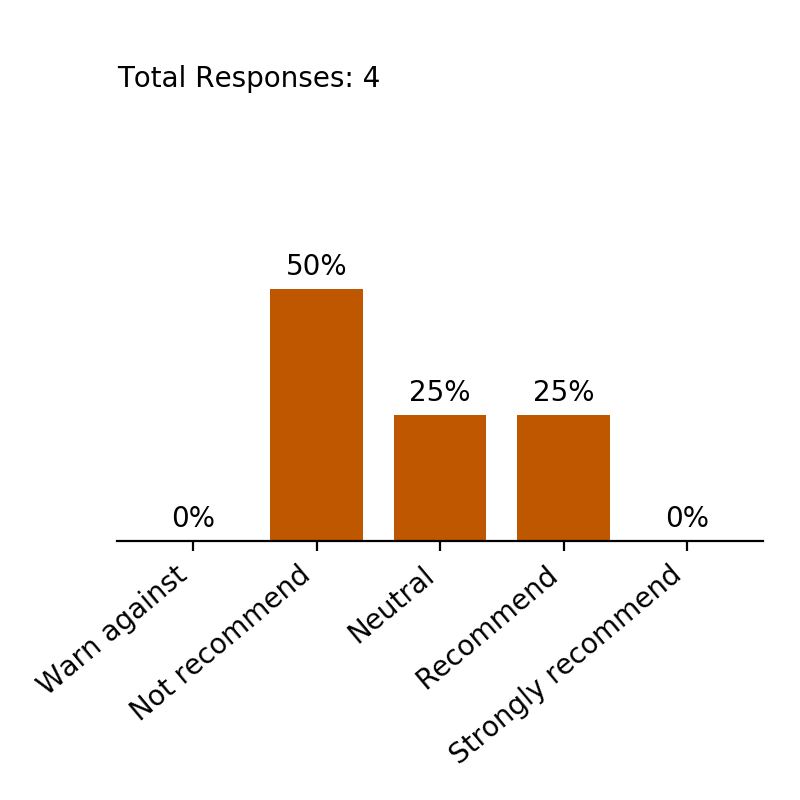 Total Responses: 4
50%
25%
25%
0%
0%
Warn against
Not recommend
Neutral
Recommend
Strongly recommend